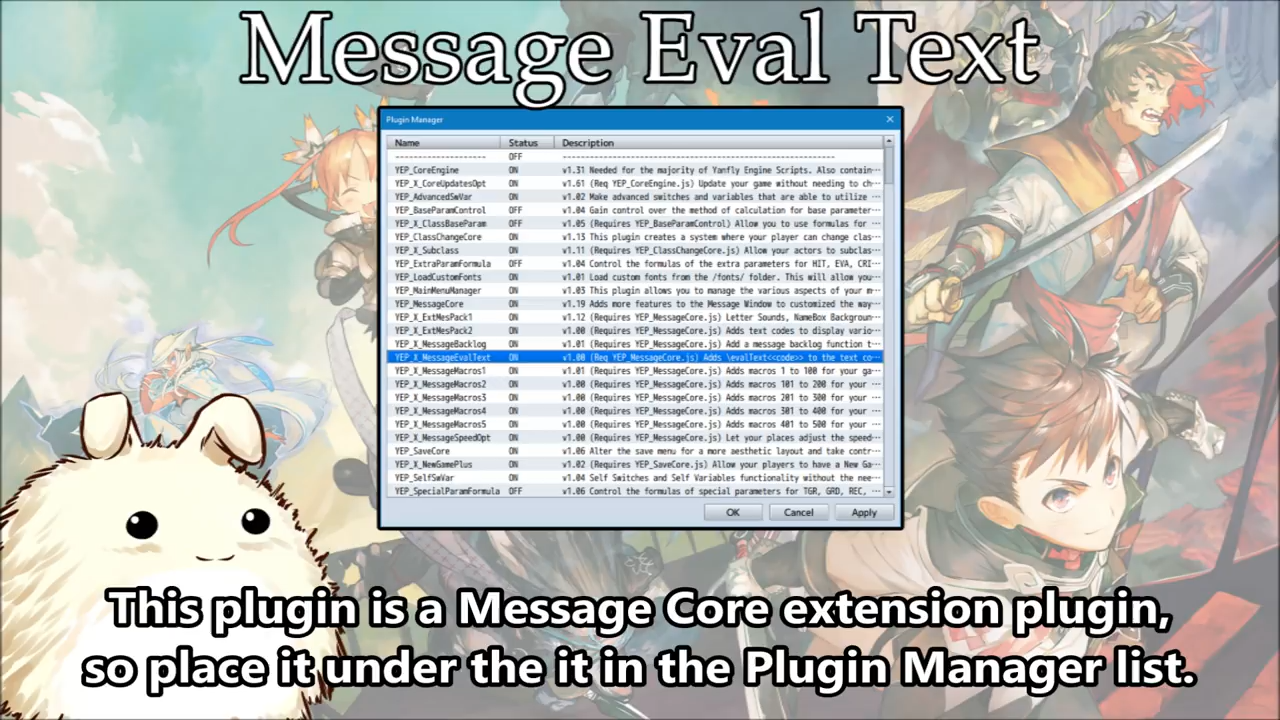 Message Eval Text
Plugin Manager
Name Status Description
-------------------- OFF ------------------------------------------------------------
YEP_CoreEngine ON v1.31 Needed for the majority of Yanfly Engine Scripts. Also contain···
YEP_X_CoreUpdatesOpt ON v1.61 (Req YEP_CoreEngine.js) Update your game without needing to ch···
YEP_AdvancedSwVar ON v1.02 Make advanced switches and variables that are able to utilize ···
YEP_BaseParamControl OFF v1.04 Gain control over the method of calculation for base parameter···
YEP_X_ClassBaseParam OFF v1.05 (Requires YEP_BaseParamControl) Allow you to use formulas for ···
YEP_ClassChangeCore ON v1.13 This plugin creates a system where your player can change clas···
YEP_X_Subclass ON v1.11 (Requires YEP_ClassChangeCore.js) Allow your actors to subclas···
YEP_ExtraParamFormula OFF v1.04 Control the formulas of the extra parameters for HIT, EVA, CRI···
YEP_LoadCustomFonts ON v1.01 Load custom fonts from the /fonts/ folder. This will allow you···
YEP_MainMenuManager ON v1.03 This plugin allows you to manage the various aspects of your m···
YEP_MessageCore ON v1.19 Adds more features to the Message Window to customized the way···
YEP_X_ExtMesPack1 ON v1.12 (Requires YEP_MessageCore.js) Letter Sounds, NameBox Backgroun···
YEP_X_ExtMesPack2 ON v1.00 (Requires YEP_MessageCore.js) Adds text codes to display vario···
YEP_X_MessageBacklog ON v1.01 (Requires YEP_MessageCore.js) Add a message backlog function t···
YEP_X_MessageEvalText ON v1.00 (Req YEP_MessageCore.js) Adds \evalText<<code>> to the text co···
YEP_X_MessageMacros1 ON v1.01 (Requires YEP_MessageCore.js) Adds macros 1 to 100 for your ga···
YEP_X_MessageMacros2 ON v1.00 (Requires YEP_MessageCore.js) Adds macros 101 to 200 for your ···
YEP_X_MessageMacros3 ON v1.00 (Requires YEP_MessageCore.js) Adds macros 201 to 300 for your ···
YEP_X_MessageMacros4 ON v1.00 (Requires YEP_MessageCore.js) Adds macros 301 to 400 for your ···
YEP_X_MessageMacros5 ON v1.00 (Requires YEP_MessageCore.js) Adds macros 401 to 500 for your ···
YEP_X_MessageSpeedOpt ON v1.00 (Requires YEP_MessageCore.js) Let your places adjust the speed···
YEP_SaveCore ON v1.06 Alter the save menu for a more aesthetic layout and take contr···
YEP_X_NewGamePlus ON v1.02 (Requires YEP_SaveCore.js) Allow your players to have a New Ga···
YEP_SelfSwVar ON v1.04 Self Switches and Self Variables functionality without the nee···
YEP_SpecialParamFormula OFF v1.06 Control the formulas of special parameters for TGR, GRD, REC, ···
OK Cancel Apply
This plugin is a Message Core extension plugin,
so place it under the it in the Plugin Manager list.